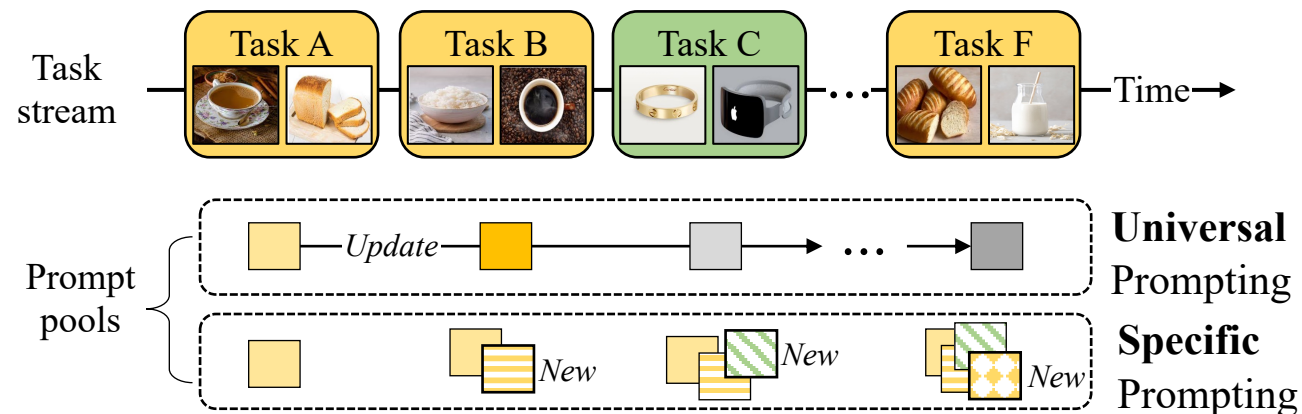 Task A
Task B
Task C
Task F
Task
stream
...
Time
Prompt
pools
Update
...
Universal
Prompting
New
New
New
Specific
Prompting